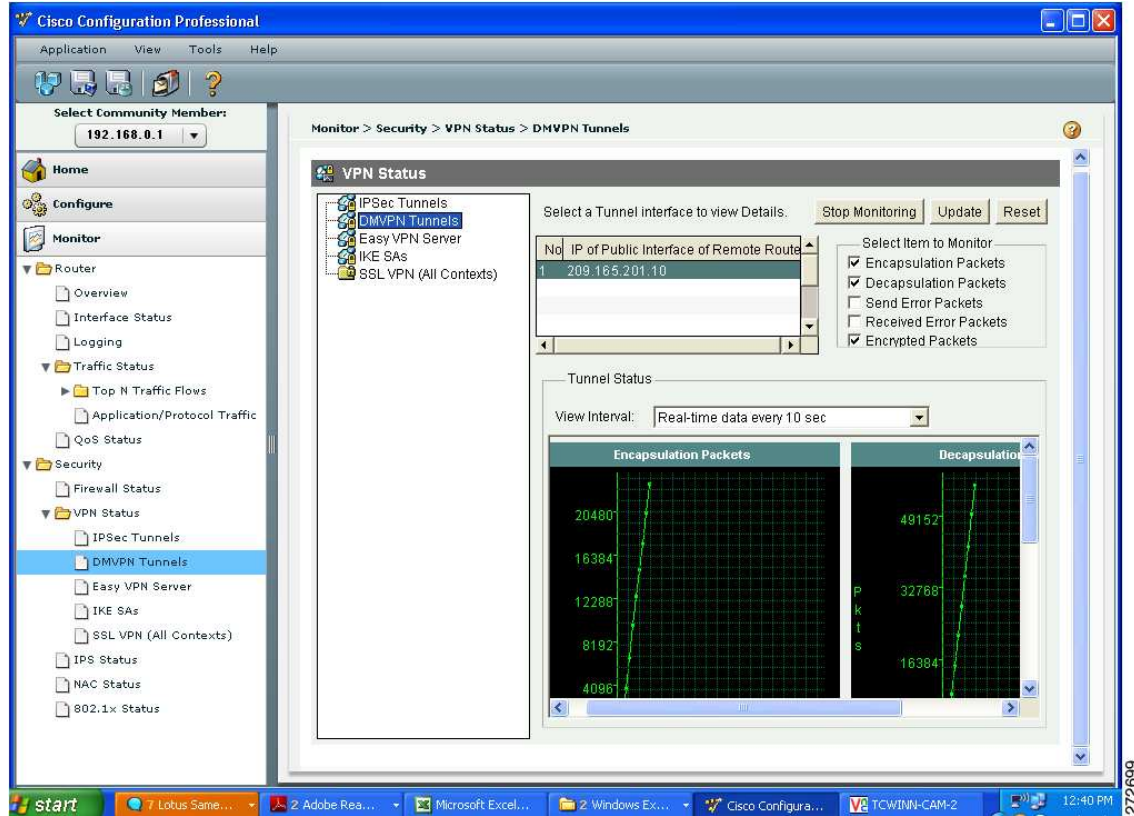 Cisco Configuration Professional
Application View Tools Help
Select Community Member:
192.168.0.1
Home
Configure
Monitor
Router
Overview
Interface Status
Logging
Traffic Status
Top N Traffic Flows
Application/Protocol Traffic
QoS Status
Security
Firewall Status
VPN Status
IPSec Tunnels
DMVPN Tunnels
Easy VPN Server
IKE SAs
SSL VPN (All Contexts)
IPS Status
NAC Status
802.1x Status
Monitor > Security > VPN Status > DMVPN Tunnels
VPN Status
IPSec Tunnels
DMVPN Tunnels
Easy VPN Server
IKE SAs
SSL VPN (All Contexts)
Select a Tunnel interface to view Details.
Stop Monitoring Update Reset
No IP of Public Interface of Remote Route
1 209.165.201.10
Select Item to Monitor
Encapsulation Packets
Decapsulation Packets
Send Error Packets
Received Error Packets
Encrypted Packets
Tunnel Status
View Interval: Real-time data every 10 sec
Encapsulation Packets
20480
16384
12288
8192
4096
Decapsulation
Pkts
49152
32768
16384
start 7 Lotus Same... 2 Adobe Rea... Microsoft Excel... 2 Windows Ex... Cisco Configura... TCWINN-CAM-2 12:40 PM
272699